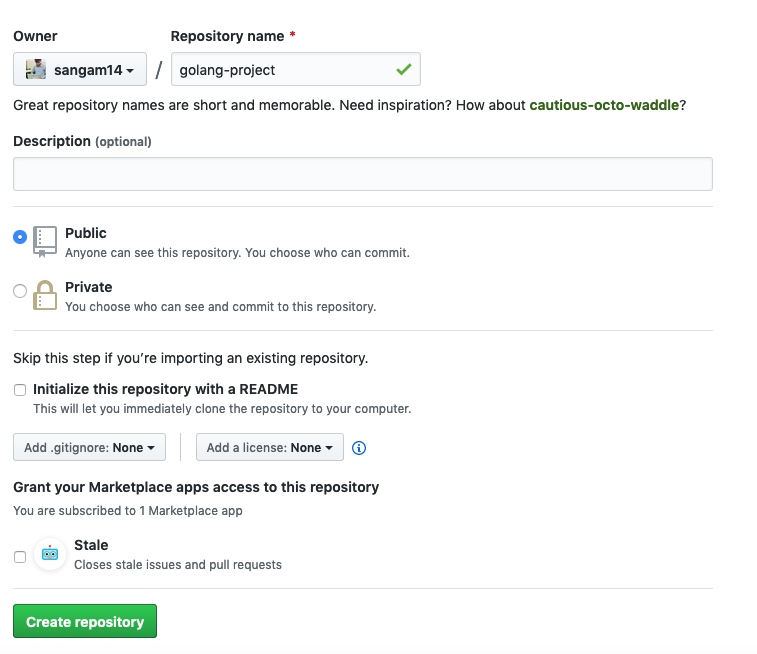 Owner Repository name *
sangam14 / golang-project
Great repository names are short and memorable. Need inspiration? How about cautious-octo-waddle?
Description (optional)
Public
Anyone can see this repository. You choose who can commit.
Private
You choose who can see and commit to this repository.
Skip this step if you’re importing an existing repository.
Initialize this repository with a README
This will let you immediately clone the repository to your computer.
Add .gitignore: None Add a license: None
Grant your Marketplace apps access to this repository
You are subscribed to 1 Marketplace app
Stale
Closes stale issues and pull requests
Create repository